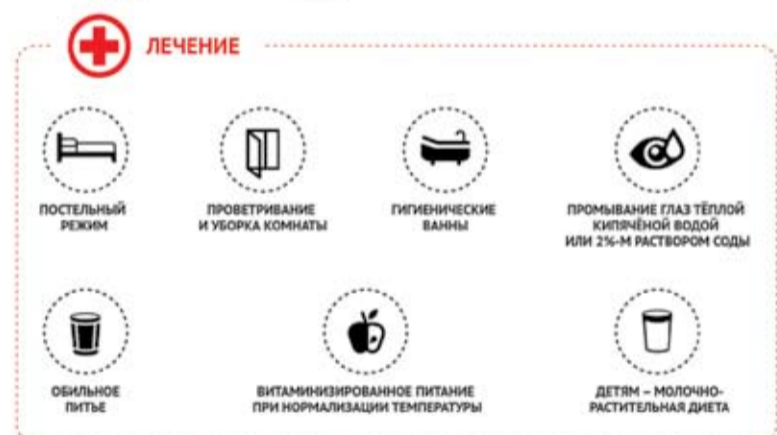 ЛЕЧЕНИЕ
ПОСТЕЛЬНЫЙ
РЕЖИМ
ПРОВЕТРИВАНИЕ
И УБОРКА КОМНАТЫ
ГИГИЕНИЧЕСКИЕ
ВАННЫ
ПРОМЫВАНИЕ ГЛАЗ ТЁПЛОЙ
КИПЯЧЁНОЙ ВОДОЙ
ИЛИ 2%-М РАСТВОРОМ СОДЫ
ОБИЛЬНОЕ
ПИТЬЕ
ВИТАМИНИЗИРОВАННОЕ ПИТАНИЕ
ПРИ НОРМАЛИЗАЦИИ ТЕМПЕРАТУРЫ
ДЕТЯМ – МОЛОЧНО-
РАСТИТЕЛЬНАЯ ДИЕТА